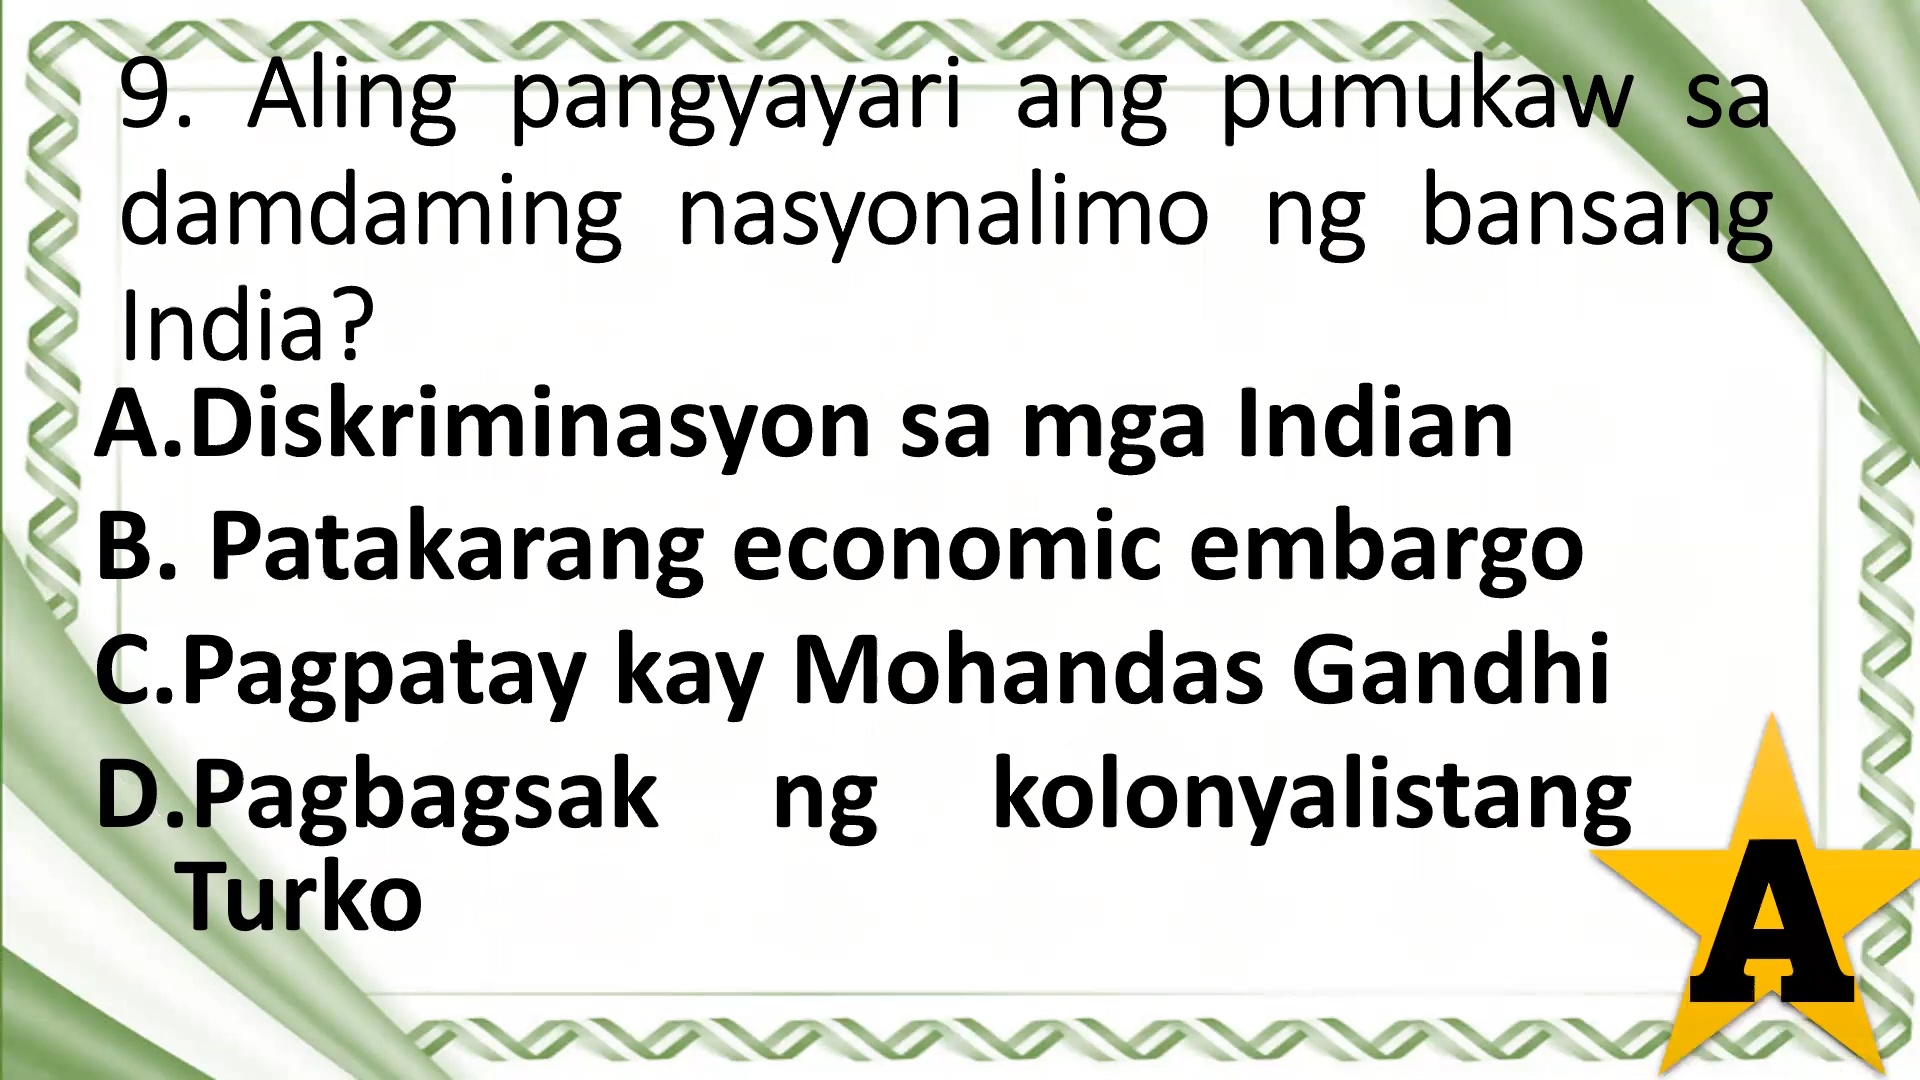 9. Aling pangyayari ang pumukaw sa
damdaming nasyonalimo ng bansang
India?
A.Diskriminasyon sa mga Indian
B. Patakarang economic embargo
C.Pagpatay kay Mohandas Gandhi
D.Pagbagsak ng kolonyalistang
Turko
A